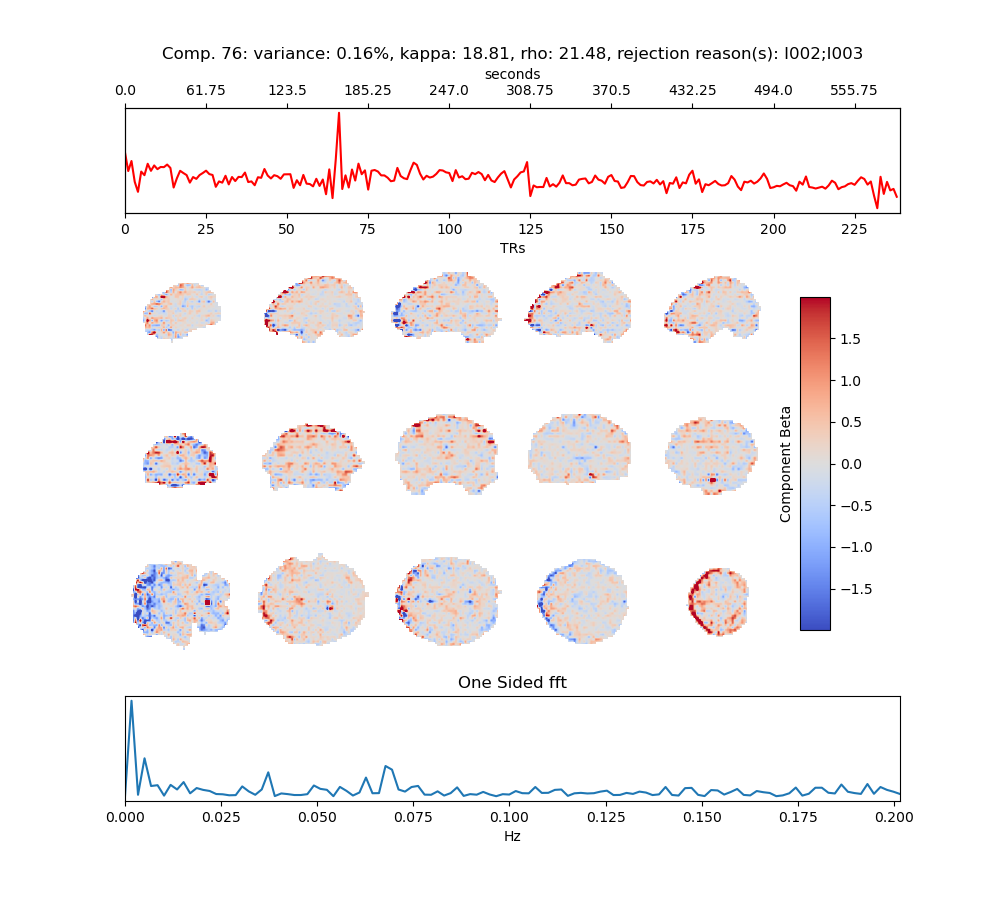 Comp. 76: variance: 0.16%, kappa: 18.81, rho: 21.48, rejection reason(s): I002;I003
seconds
0.0 61.75 123.5 185.25 247.0 308.75 370.5 432.25 494.0 555.75
0 25 50 75 100 125 150 175 200 225
TRs
1.5
1.0
0.5
0.0
−0.5
−1.0
−1.5
Component Beta
One Sided fft
0.000 0.025 0.050 0.075 0.100 0.125 0.150 0.175 0.200
Hz